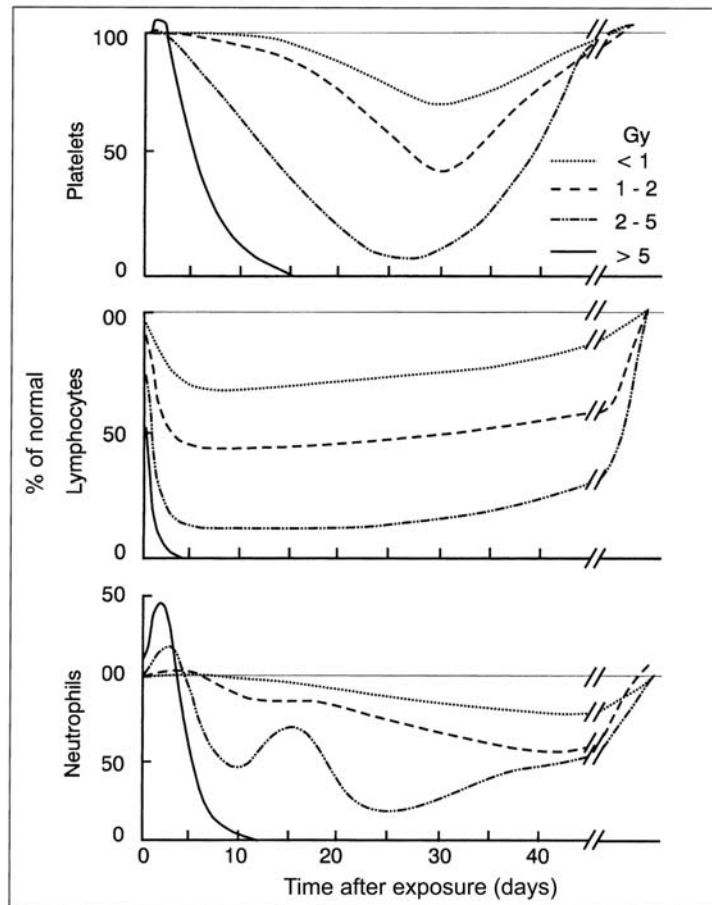 100
50
0
Platelets
Gy
< 1
1 - 2
2 - 5
> 5
% of normal
00
50
0
Lymphocytes
50
00
50
0
Neutrophils
0 10 20 30 40
Time after exposure (days)